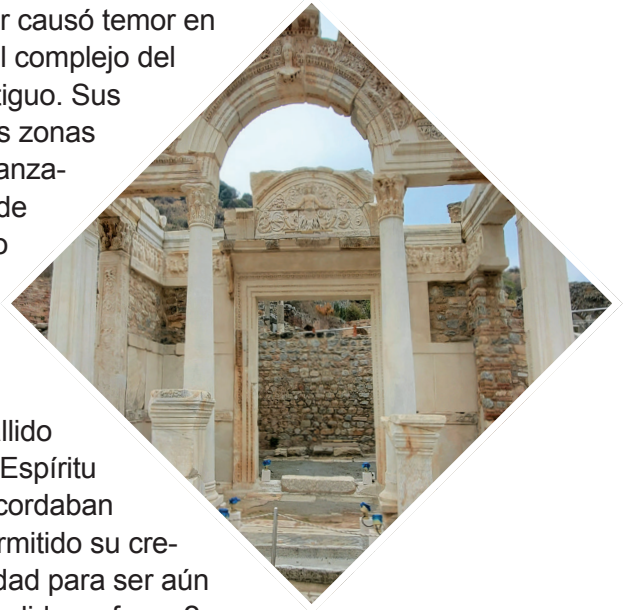 r causó temor en
l complejo del
tiguo. Sus
s zonas
anza-
de
o
llido
Espíritu
cordaban
rmitido su cre-
dad para ser aún